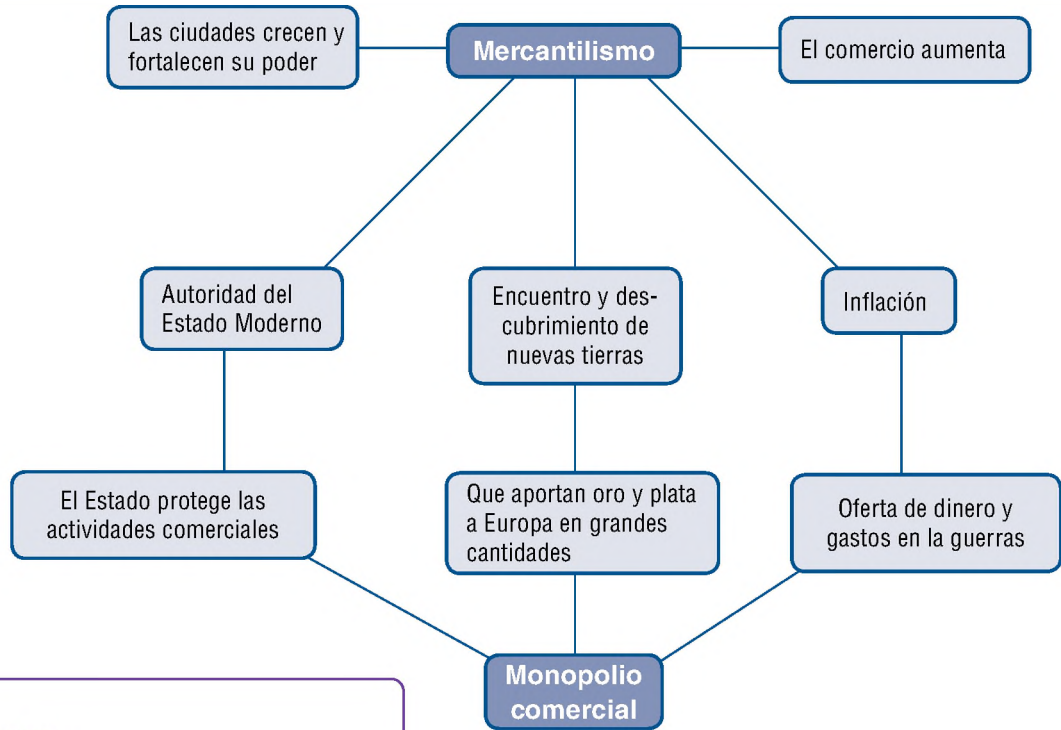 Las ciudades crecen y
fortalecen su poder
Mercantilismo
El comercio aumenta
Autoridad del
Estado Moderno
Encuentro y des-
cubrimiento de
nuevas tierras
Inflación
El Estado protege las
actividades comerciales
Que aportan oro y plata
a Europa en grandes
cantidades
Oferta de dinero y
gastos en la guerras
Monopolio
comercial